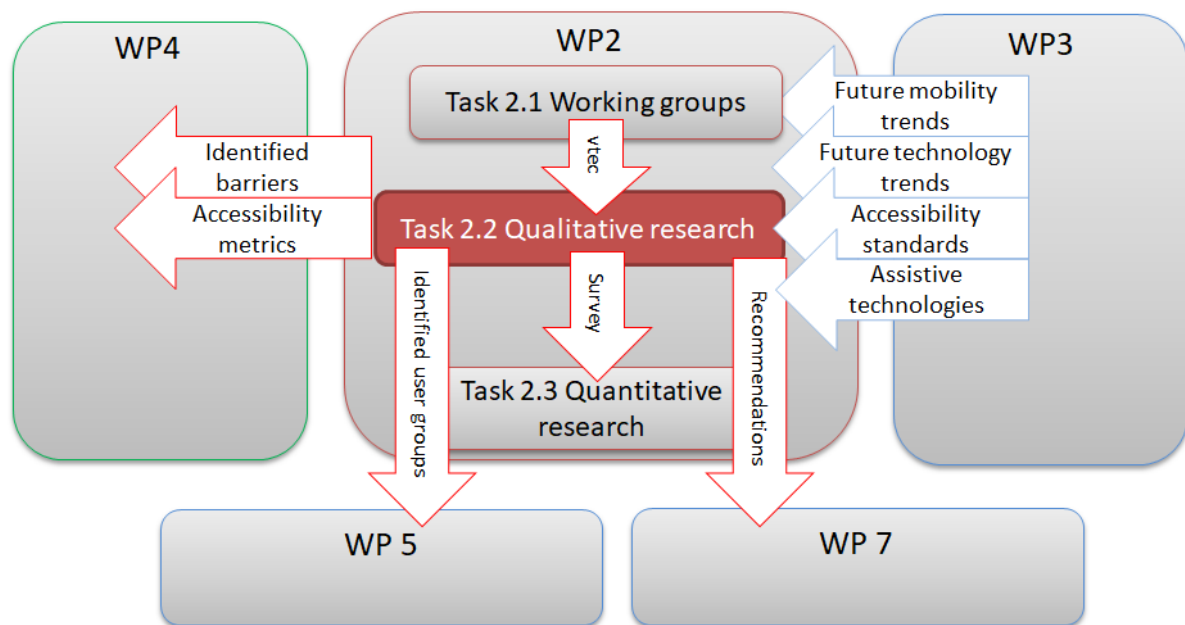 WP4
WP2
WP3
Task 2.1 Working groups
Future mobility
trends
vtec
Identified
barriers
Future technology
trends
Accessibility
metrics
Task 2.2 Qualitative research
Accessibility
standards
Assistive
technologies
Identified user groups
Survey
Recommendations
Task 2.3 Quantitative
research
WP 5
WP 7